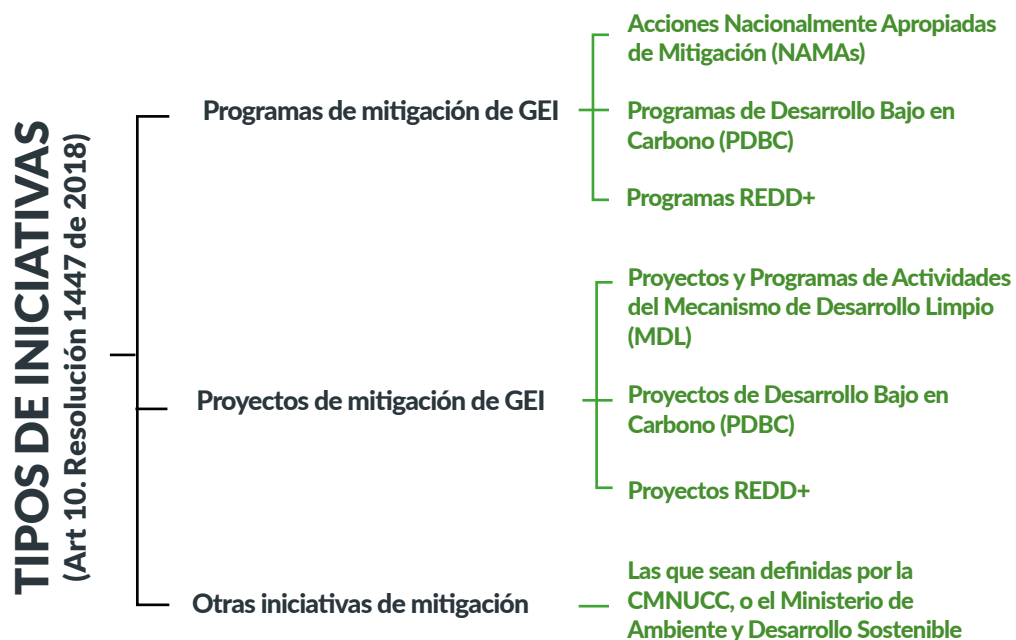 TIPOS DE INICIATIVAS
(Art 10. Resolución 1447 de 2018)
Programas de mitigación de GEI
Acciones Nacionalmente Apropiadas
de Mitigación (NAMAs)
Programas de Desarrollo Bajo en
Carbono (PDBC)
Programas REDD+
Proyectos de mitigación de GEI
Proyectos y Programas de Actividades
del Mecanismo de Desarrollo Limpio
(MDL)
Proyectos de Desarrollo Bajo en
Carbono (PDBC)
Proyectos REDD+
Otras iniciativas de mitigación
Las que sean definidas por la
CMNUCC, o el Ministerio de
Ambiente y Desarrollo Sostenible